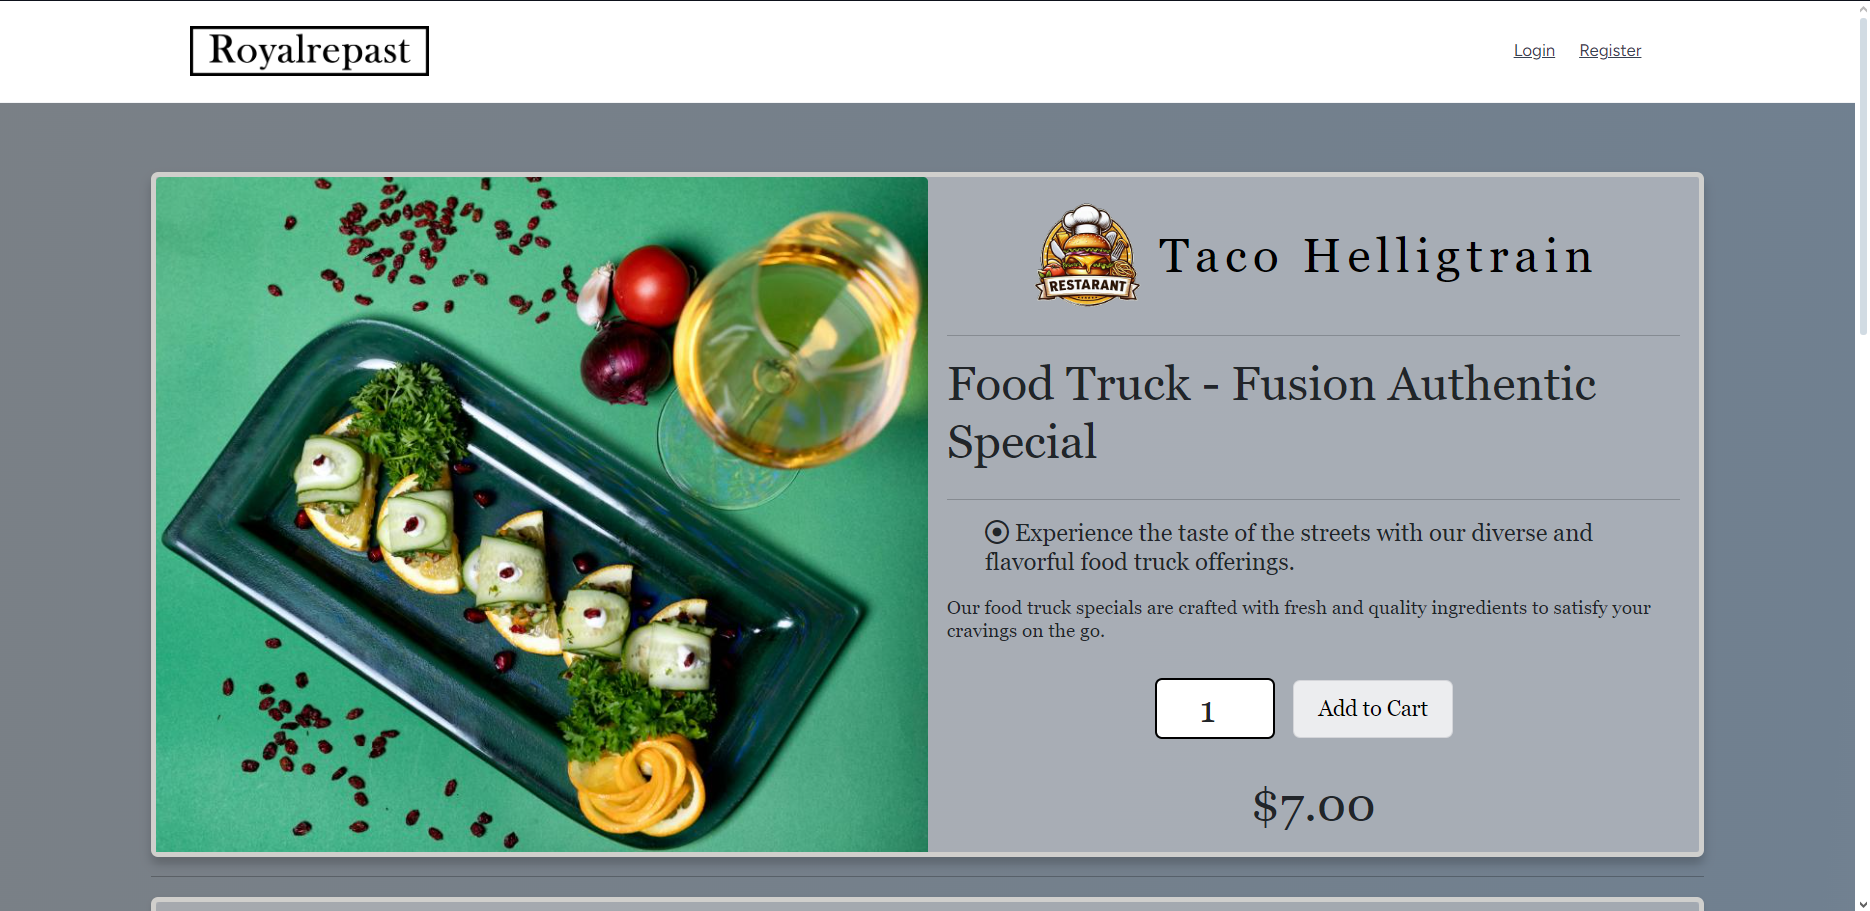 Royalrepast
Login
Register
RESTARANT
Taco Helligtrain
Food Truck - Fusion Authentic
Special
Experience the taste of the streets with our diverse and
flavorful food truck offerings.
Our food truck specials are crafted with fresh and quality ingredients to satisfy your
cravings on the go.
1
Add to Cart
$7.00